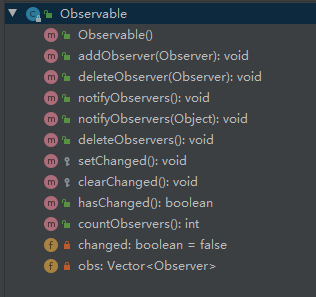 Observable
Observable()
addObserver(Observer): void
deleteObserver(Observer): void
notifyObservers(): void
notifyObservers(Object): void
deleteObservers(): void
setChanged(): void
clearChanged(): void
hasChanged(): boolean
countObservers(): int
changed: boolean = false
obs: Vector<Observer>